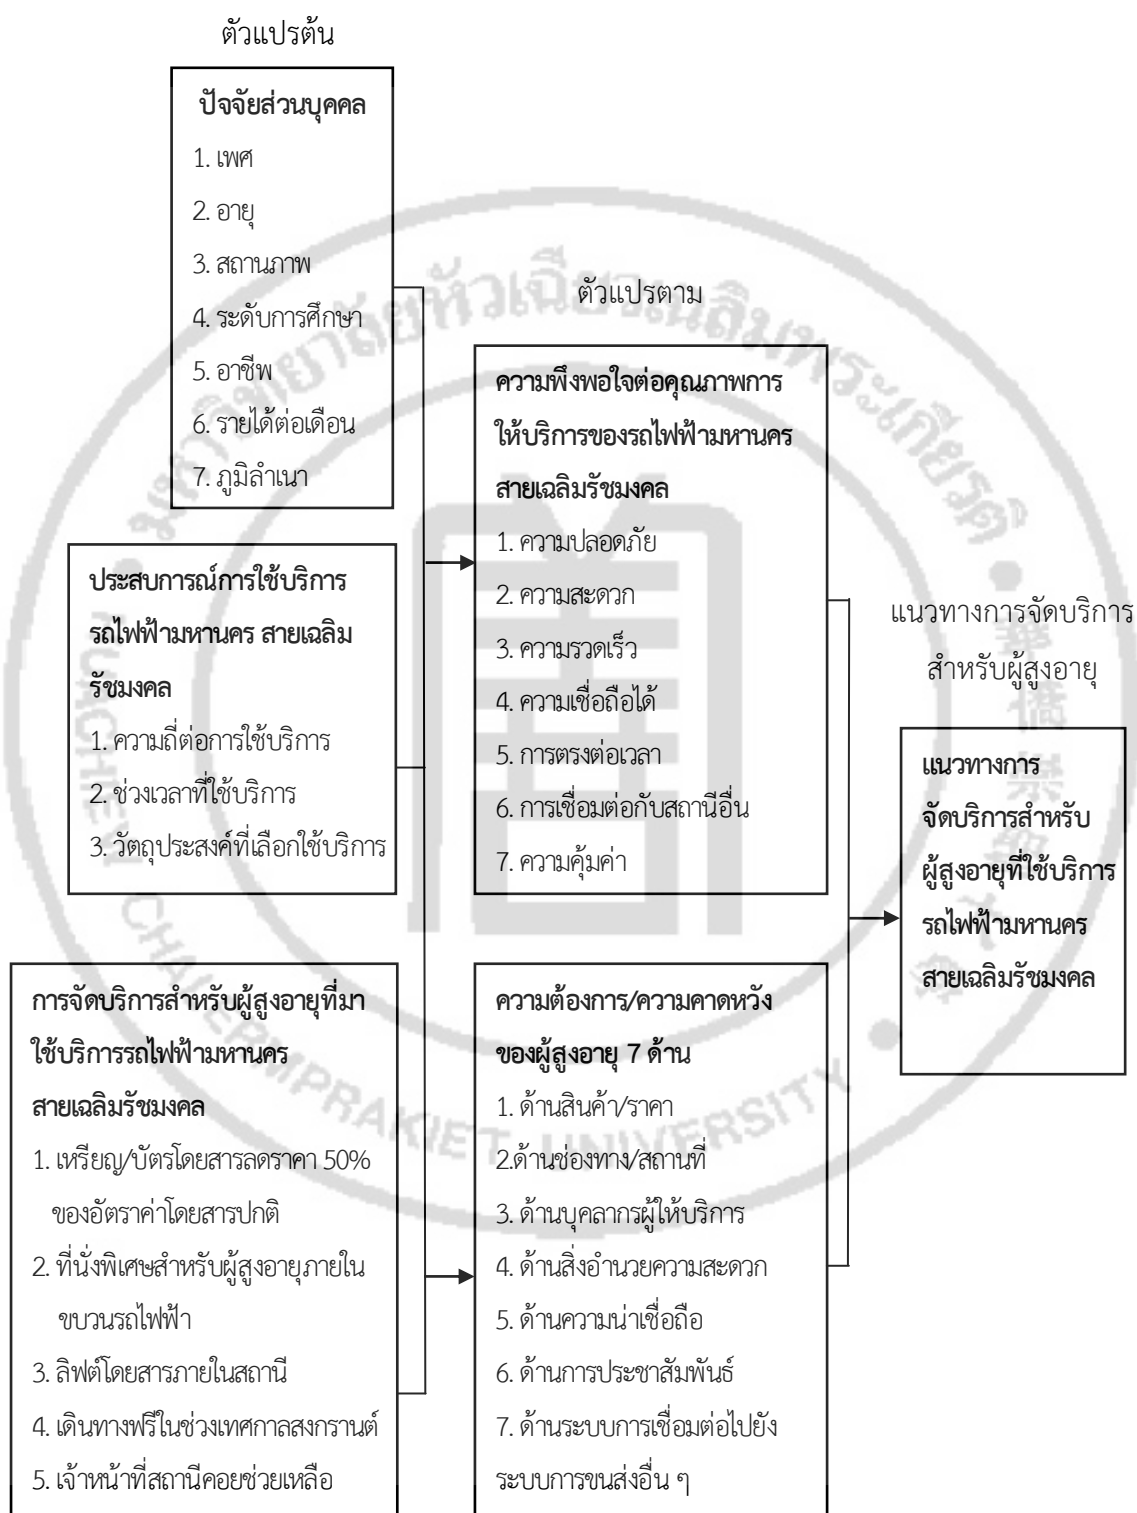 ตัวแปรต้น
ปัจจัยส่วนบุคคล
1. เพศ
2. อายุ
3. สถานภาพ
4. ระดับการศึกษา
5. อาชีพ
6. รายได้ต่อเดือน
7. ภูมิลำเนา
ประสบการณ์การใช้บริการ
รถไฟฟ้ามหานคร สายเฉลิม
รัชมงคล
1. ความถี่ต่อการใช้บริการ
2. ช่วงเวลาที่ใช้บริการ
3. วัตถุประสงค์ที่เลือกใช้บริการ
การจัดบริการสำหรับผู้สูงอายุที่มา
ใช้บริการรถไฟฟ้ามหานคร
สายเฉลิมรัชมงคล
1. เหรียญ/บัตรโดยสารลดราคา 50%
ของอัตราค่าโดยสารปกติ
2. ที่นั่งพิเศษสำหรับผู้สูงอายุภายใน
ขบวนรถไฟฟ้า
3. ลิฟต์โดยสารภายในสถานี
4. เดินทางฟรีในช่วงเทศกาลสงกรานต์
5. เจ้าหน้าที่สถานีคอยช่วยเหลือ
ตัวแปรตาม
ความพึงพอใจต่อคุณภาพการ
ให้บริการของรถไฟฟ้ามหานคร
สายเฉลิมรัชมงคล
1. ความปลอดภัย
2. ความสะดวก
3. ความรวดเร็ว
4. ความเชื่อถือได้
5. การตรงต่อเวลา
6. การเชื่อมต่อกับสถานีอื่น
7. ความคุ้มค่า
ความต้องการ/ความคาดหวัง
ของผู้สูงอายุ 7 ด้าน
1. ด้านสินค้า/ราคา
2.ด้านช่องทาง/สถานที่
3. ด้านบุคลากรผู้ให้บริการ
4. ด้านสิ่งอำนวยความสะดวก
5. ด้านความน่าเชื่อถือ
6. ด้านการประชาสัมพันธ์
7. ด้านระบบการเชื่อมต่อไปยัง
ระบบการขนส่งอื่น ๆ
แนวทางการจัดบริการ
สำหรับผู้สูงอายุ
แนวทางการ
จัดบริการสำหรับ
ผู้สูงอายุที่ใช้บริการ
รถไฟฟ้ามหานคร
สายเฉลิมรัชมงคล
มหาวิทยาลัยหัวเฉียวเฉลิมพระเกียรติ
HUACHIEW CHALERMPRAKIET UNIVERSITY